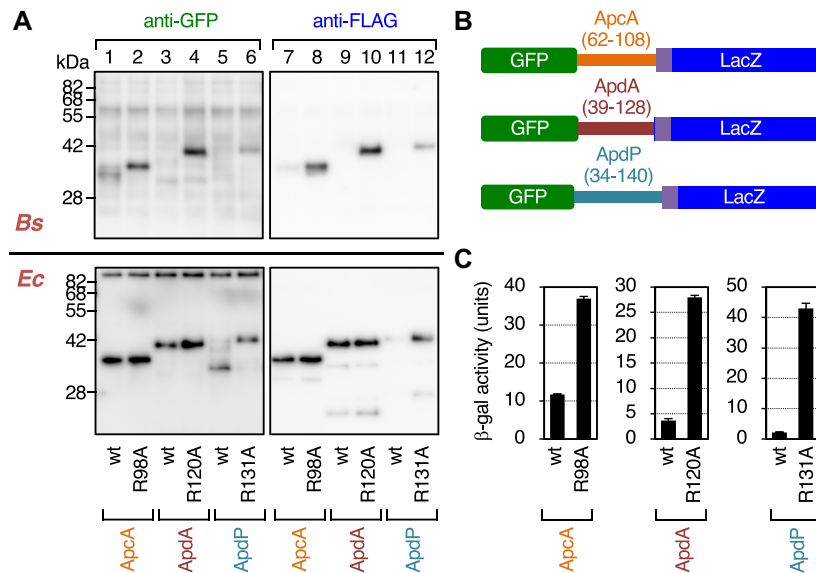 A
anti-GFP
anti-FLAG
kDa
1 2 3 4 5 6
7 8 9 10 11 12
82
68
55
42
28
Bs
Ec
82
68
55
42
28
wt
R98A
wt
R120A
wt
R131A
wt
R98A
wt
R120A
wt
R131A
ApcA
ApdA
ApdP
ApcA
ApdA
ApdP
B
ApcA
(62-108)
GFP
LacZ
ApdA
(39-128)
GFP
LacZ
ApdP
(34-140)
GFP
LacZ
C
β-gal activity (units)
40
30
20
10
0
wt
R98A
ApcA
30
25
20
15
10
5
0
wt
R120A
ApdA
50
40
30
20
10
0
wt
R131A
ApdP